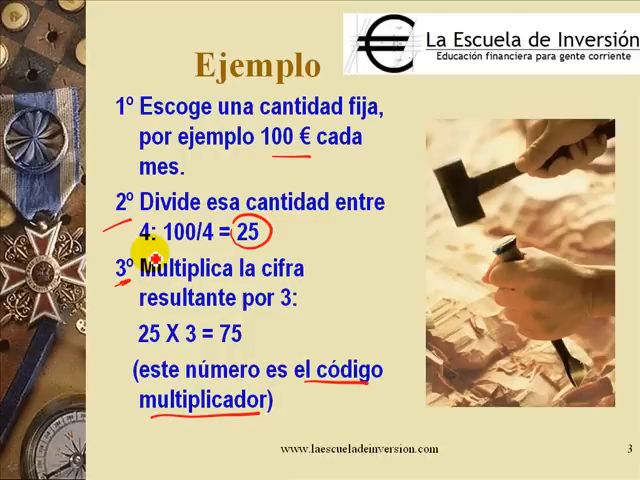 La Escuela de Inversión
Educación financiera para gente corriente
Ejemplo
1º Escoge una cantidad fija,
por ejemplo 100 € cada
mes.
2º Divide esa cantidad entre
4: 100/4 = 25
3º Multiplica la cifra
resultante por 3:
25 X 3 = 75
(este número es el código
multiplicador)
www.laescueladeinversion.com
3